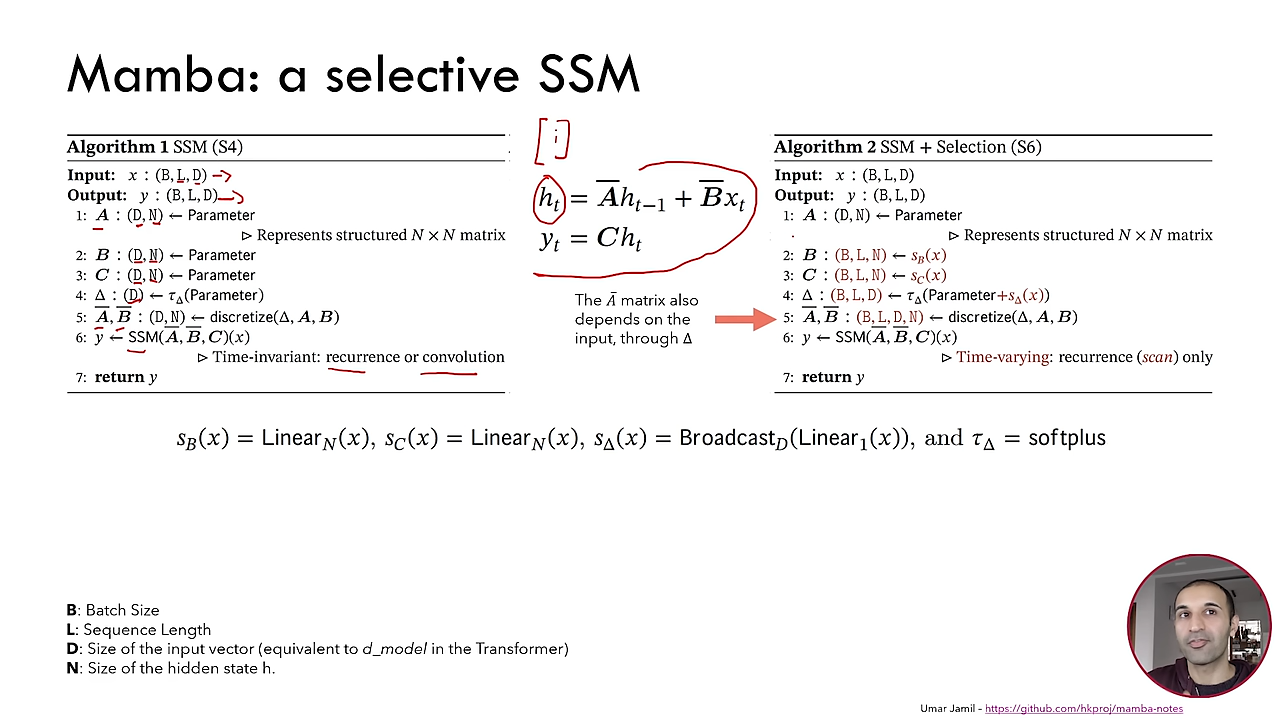 Mamba: a selective SSM
Algorithm 1 SSM (S4)
Input: x : (B, L, D)
Output: y : (B, L, D)
1: A : (D, N) ← Parameter
▷ Represents structured N × N matrix
2: B : (D, N) ← Parameter
3: C : (D, N) ← Parameter
4: Δ : (D) ← τ_Δ(Parameter)
5: A̅, B̅ : (D, N) ← discretize(Δ, A, B)
6: y ← SSM(A̅, B̅, C)(x)
▷ Time-invariant: recurrence or convolution
7: return y
[i]
h_t = A̅h_{t−1} + B̅x_t
y_t = Ch_t
The A̅ matrix also
depends on the
input, through Δ
Algorithm 2 SSM + Selection (S6)
Input: x : (B, L, D)
Output: y : (B, L, D)
1: A : (D, N) ← Parameter
▷ Represents structured N × N matrix
2: B : (B, L, N) ← s_B(x)
3: C : (B, L, N) ← s_C(x)
4: Δ : (B, L, D) ← τ_Δ(Parameter+s_Δ(x))
5: A̅, B̅ : (B, L, D, N) ← discretize(Δ, A, B)
6: y ← SSM(A̅, B̅, C)(x)
▷ Time-varying: recurrence (scan) only
7: return y
s_B(x) = Linear_N(x), s_C(x) = Linear_N(x), s_Δ(x) = Broadcast_D(Linear_1(x)), and τ_Δ = softplus
B: Batch Size
L: Sequence Length
D: Size of the input vector (equivalent to d_model in the Transformer)
N: Size of the hidden state h.
Umar Jamil – https://github.com/hkproj/mamba-notes